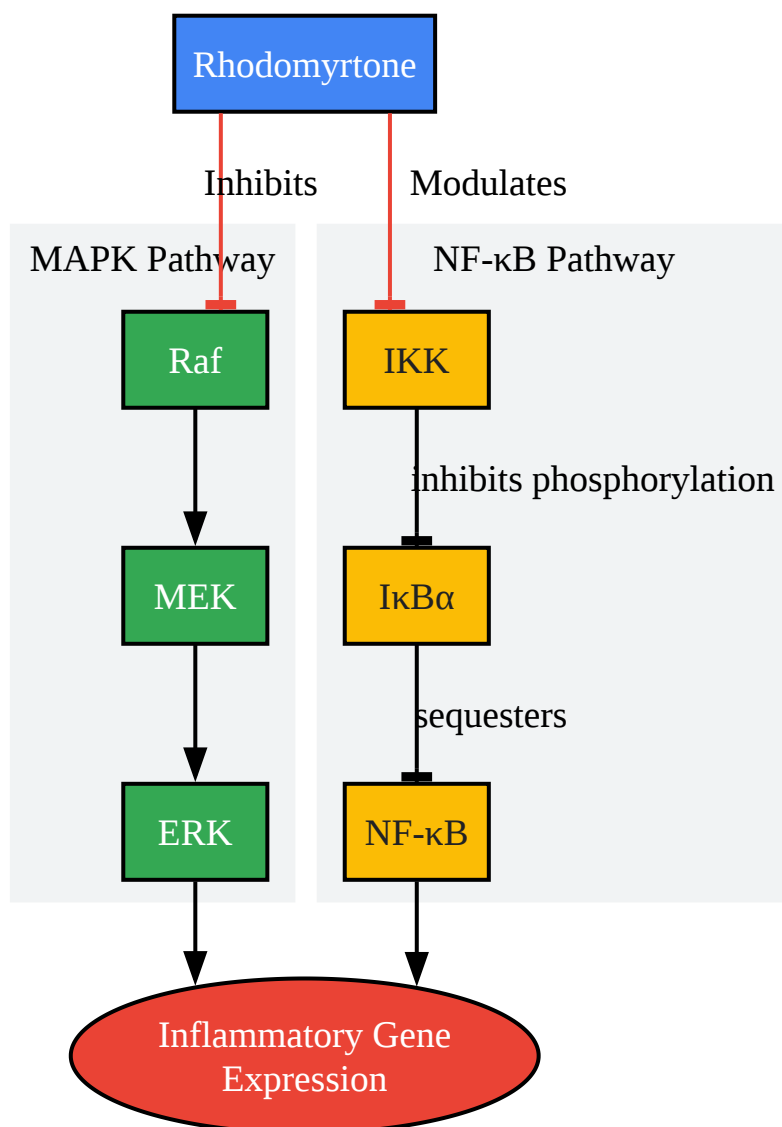 Rhodomyrtone
Inhibits
Modulates
MAPK Pathway
NF-κB Pathway
Raf
IKK
inhibits phosphorylation
MEK
IκBα
sequesters
ERK
NF-κB
Inflammatory Gene
Expression